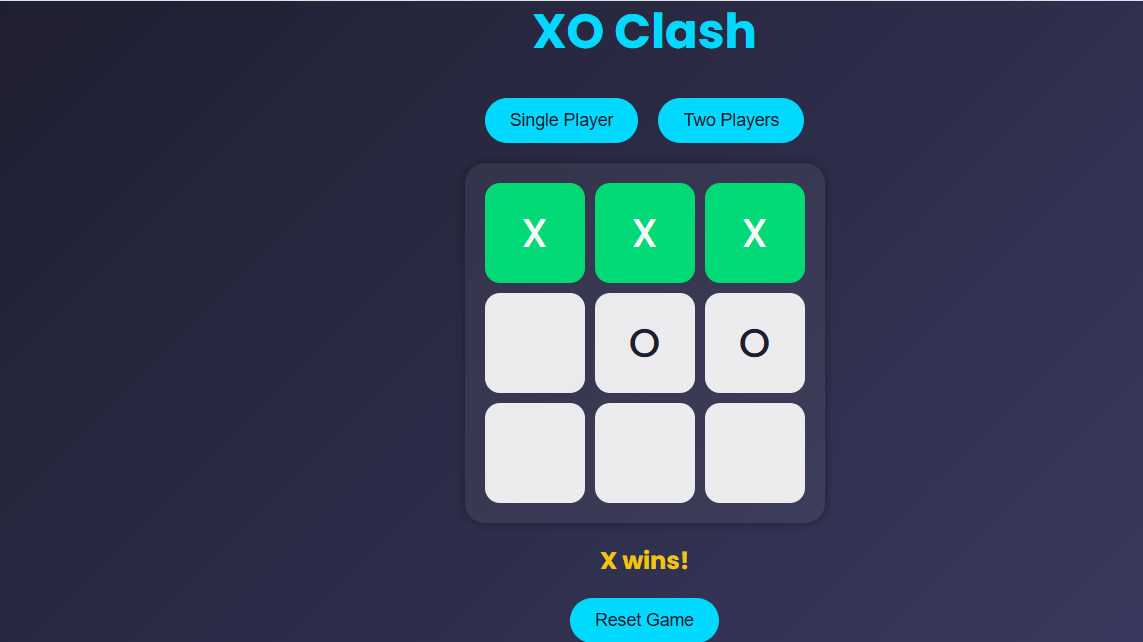 XO Clash
Single Player Two Players
X X X
O O
X wins!
Reset Game